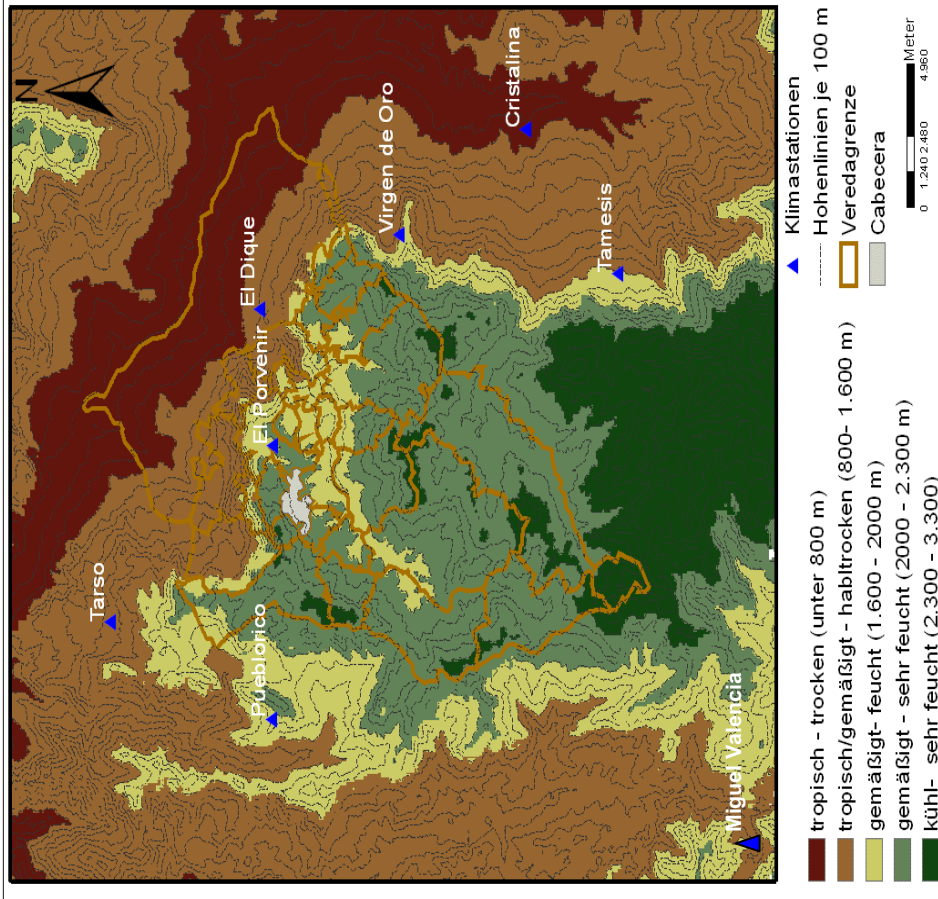 N
Tarso
Pueblorico
El Porvenir
El Dique
Virgen de Oro
Cristalina
Tamesis
Miguel Valencia
tropisch - trocken (unter 800 m)
tropisch/gemäßigt - habltrocken (800- 1.600 m)
gemäßigt- feucht (1.600 - 2000 m)
gemäßigt - sehr feucht (2000 - 2.300 m)
kühl- sehr feucht (2.300 - 3.300)
Klimastationen
Hohenlinien je 100 m
Veredagrenze
Cabecera
Meter
0 1.240 2.480 4.960